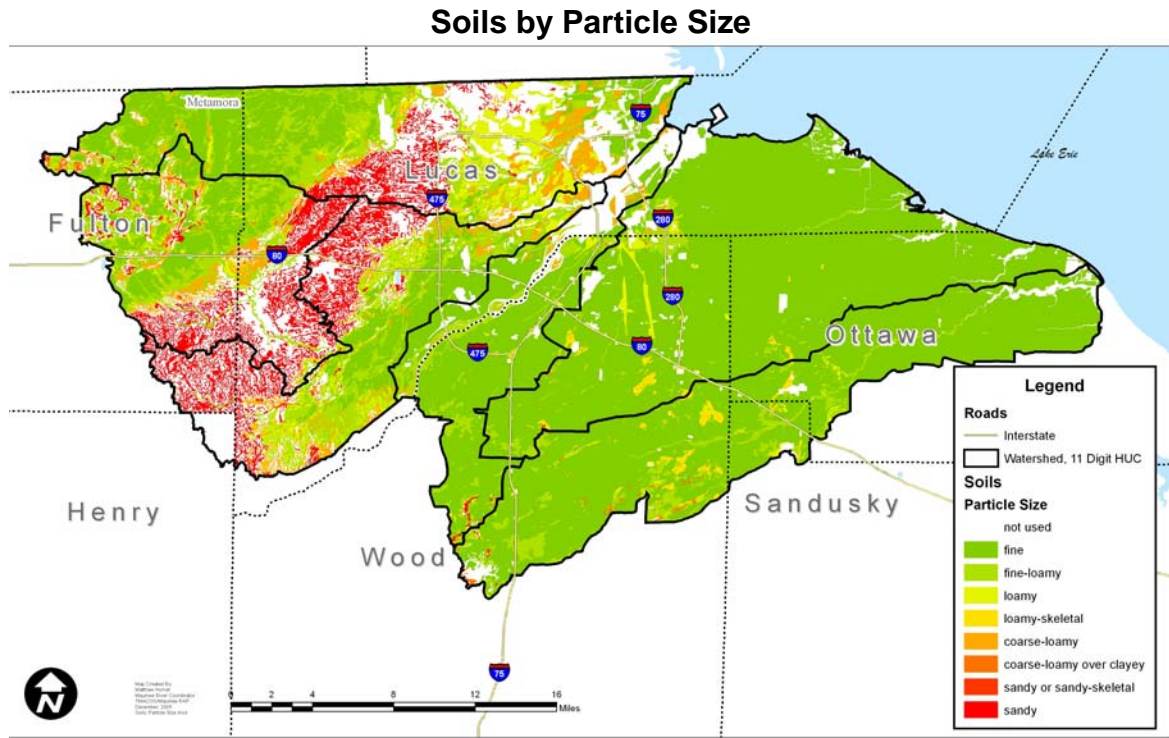 Soils by Particle Size
Metamora
75
Lake Erie
Lucas
475
Fulton
280
80
280
Ottawa
475
80
Legend
Roads
Interstate
Watershed, 11 Digit HUC
Soils
Particle Size
not used
fine
fine-loamy
loamy
loamy-skeletal
coarse-loamy
coarse-loamy over clayey
sandy or sandy-skeletal
sandy
Henry
Sandusky
Wood
75
N
Map Created By:
0 2 4 8 12 16
Miles